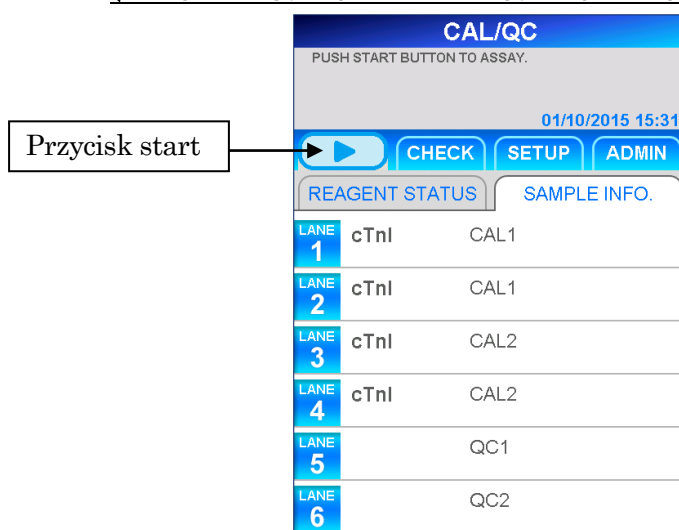 CAL/QC
PUSH START BUTTON TO ASSAY.
01/10/2015 15:31
Przycisk start
CHECK SETUP ADMIN
REAGENT STATUS SAMPLE INFO.
LANE 1 cTnI CAL1
LANE 2 cTnI CAL1
LANE 3 cTnI CAL2
LANE 4 cTnI CAL2
LANE 5 QC1
LANE 6 QC2